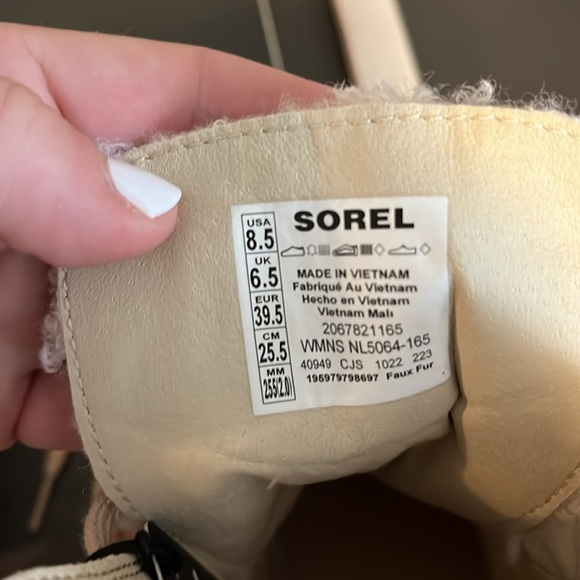 USA
8.5
UK
6.5
EUR
39.5
CM
25.5
MM
255(2.0)
SOREL
MADE IN VIETNAM
Fabriqué Au Vietnam
Hecho en Vietnam
Vietnam Malı
2067821165
WMNS NL5064-165
40949 CJS 1022 223
195979798697 Faux Fur